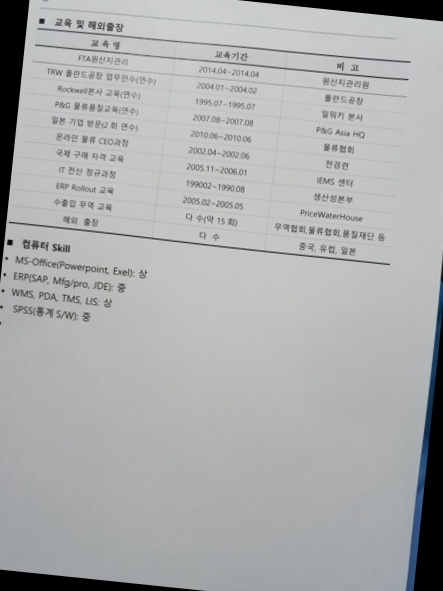 ■ 교육 및 해외출장
교 육 명 교육기간 비 고
FTA원산지관리 2014.04~2014.04 원산지관리원
TRW 폴란드공장 업무인수(연수) 2004.01~2004.02 폴란드공장
Rockwell본사 교육(연수) 1995.07~1995.07 밀워키 본사
P&G 물류품질교육(연수) 2007.08~2007.08 P&G Asia HQ
일본 기업 방문(2 회 연수) 2010.06~2010.06 물류협회
온라인 물류 CEO과정 2002.04~2002.06 전경련
국제 구매 자격 교육 2005.11~2006.01 IEMS 센터
IT 전산 정규과정 199002~1990.08 생산성본부
ERP Rollout 교육 2005.02~2005.05 PriceWaterHouse
수출입 무역 교육 다 수(약 15 회) 무역협회,물류협회,품질재단 등
해외 출장 다 수 중국, 유럽, 일본
■ 컴퓨터 Skill
• MS-Office(Powerpoint, Exel): 상
• ERP(SAP, Mfg/pro, JDE): 중
• WMS, PDA, TMS, LIS: 상
• SPSS(통계 S/W): 중